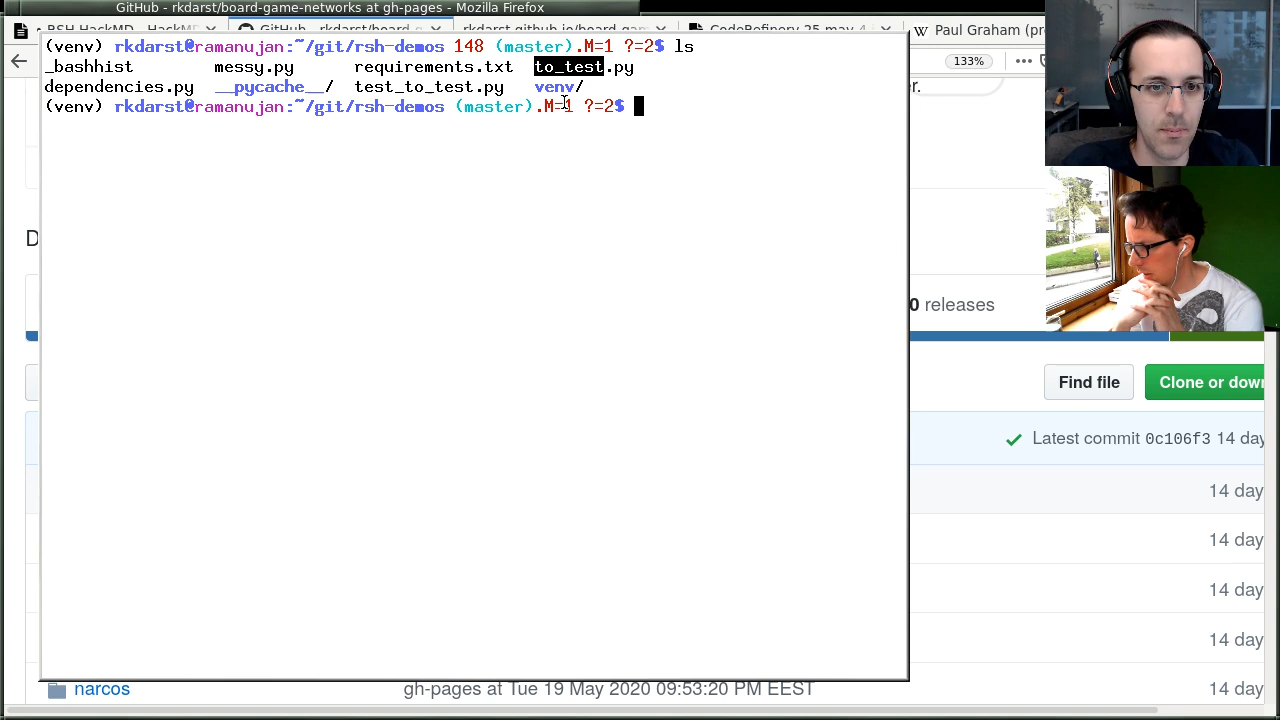 GitHub - rkdarst/board-game-networks at gh-pages - Mozilla Firefox
RSH HackMD - HackM
GitHub - rkdarst/board-gam
rkdarst.github.io/board-gam
CodeRefinery 25 may 4
W Paul Graham (pr
133%
(venv) rkdarst@ramanujan:~/git/rsh-demos 148 (master).M=1 ?=2$ ls
_bashhist messy.py requirements.txt to_test.py
dependencies.py __pycache__/ test_to_test.py venv/
(venv) rkdarst@ramanujan:~/git/rsh-demos (master).M=1 ?=2$
r.
D
0 releases
Find file
Clone or down
Latest commit 0c106f3 14 day
14 day
14 day
14 day
14 day
narcos gh-pages at Tue 19 May 2020 09:53:20 PM EEST 14 day